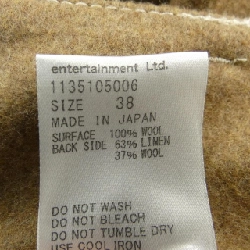 entertainment Ltd.
1135105006
SIZE 38
MADE IN JAPAN
SURFACE 100% WOOL
BACK SIDE 63% LINEN
37% WOOL
DO NOT WASH
DO NOT BLEACH
DO NOT TUMBLE DRY
USE COOL IRON